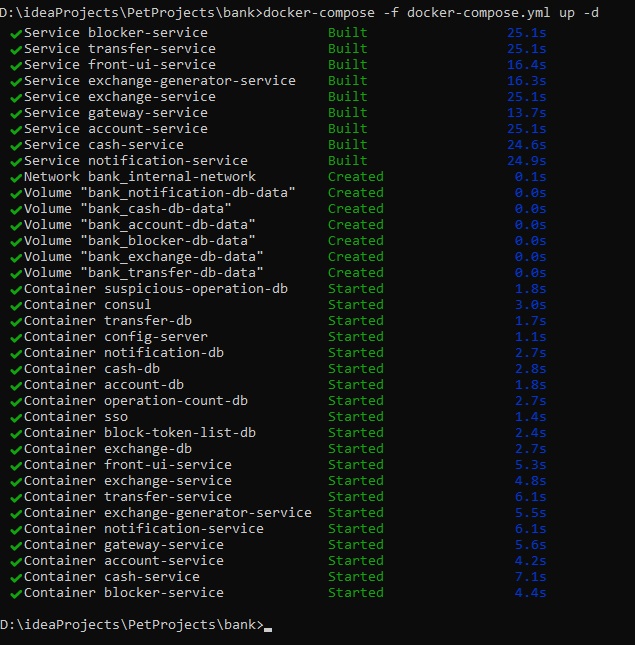 D:\ideaProjects\PetProjects\bank>docker-compose -f docker-compose.yml up -d
✔Service blocker-service Built 25.1s
✔Service transfer-service Built 25.1s
✔Service front-ui-service Built 16.4s
✔Service exchange-generator-service Built 16.3s
✔Service exchange-service Built 25.1s
✔Service gateway-service Built 13.7s
✔Service account-service Built 25.1s
✔Service cash-service Built 24.6s
✔Service notification-service Built 24.9s
✔Network bank_internal-network Created 0.1s
✔Volume "bank_notification-db-data" Created 0.0s
✔Volume "bank_cash-db-data" Created 0.0s
✔Volume "bank_account-db-data" Created 0.0s
✔Volume "bank_blocker-db-data" Created 0.0s
✔Volume "bank_exchange-db-data" Created 0.0s
✔Volume "bank_transfer-db-data" Created 0.0s
✔Container suspicious-operation-db Started 1.8s
✔Container consul Started 3.0s
✔Container transfer-db Started 1.7s
✔Container config-server Started 1.1s
✔Container notification-db Started 2.7s
✔Container cash-db Started 2.8s
✔Container account-db Started 1.8s
✔Container operation-count-db Started 2.7s
✔Container sso Started 1.4s
✔Container block-token-list-db Started 2.4s
✔Container exchange-db Started 2.7s
✔Container front-ui-service Started 5.3s
✔Container exchange-service Started 4.8s
✔Container transfer-service Started 6.1s
✔Container exchange-generator-service Started 5.5s
✔Container notification-service Started 6.1s
✔Container gateway-service Started 5.6s
✔Container account-service Started 4.2s
✔Container cash-service Started 7.1s
✔Container blocker-service Started 4.4s
D:\ideaProjects\PetProjects\bank>